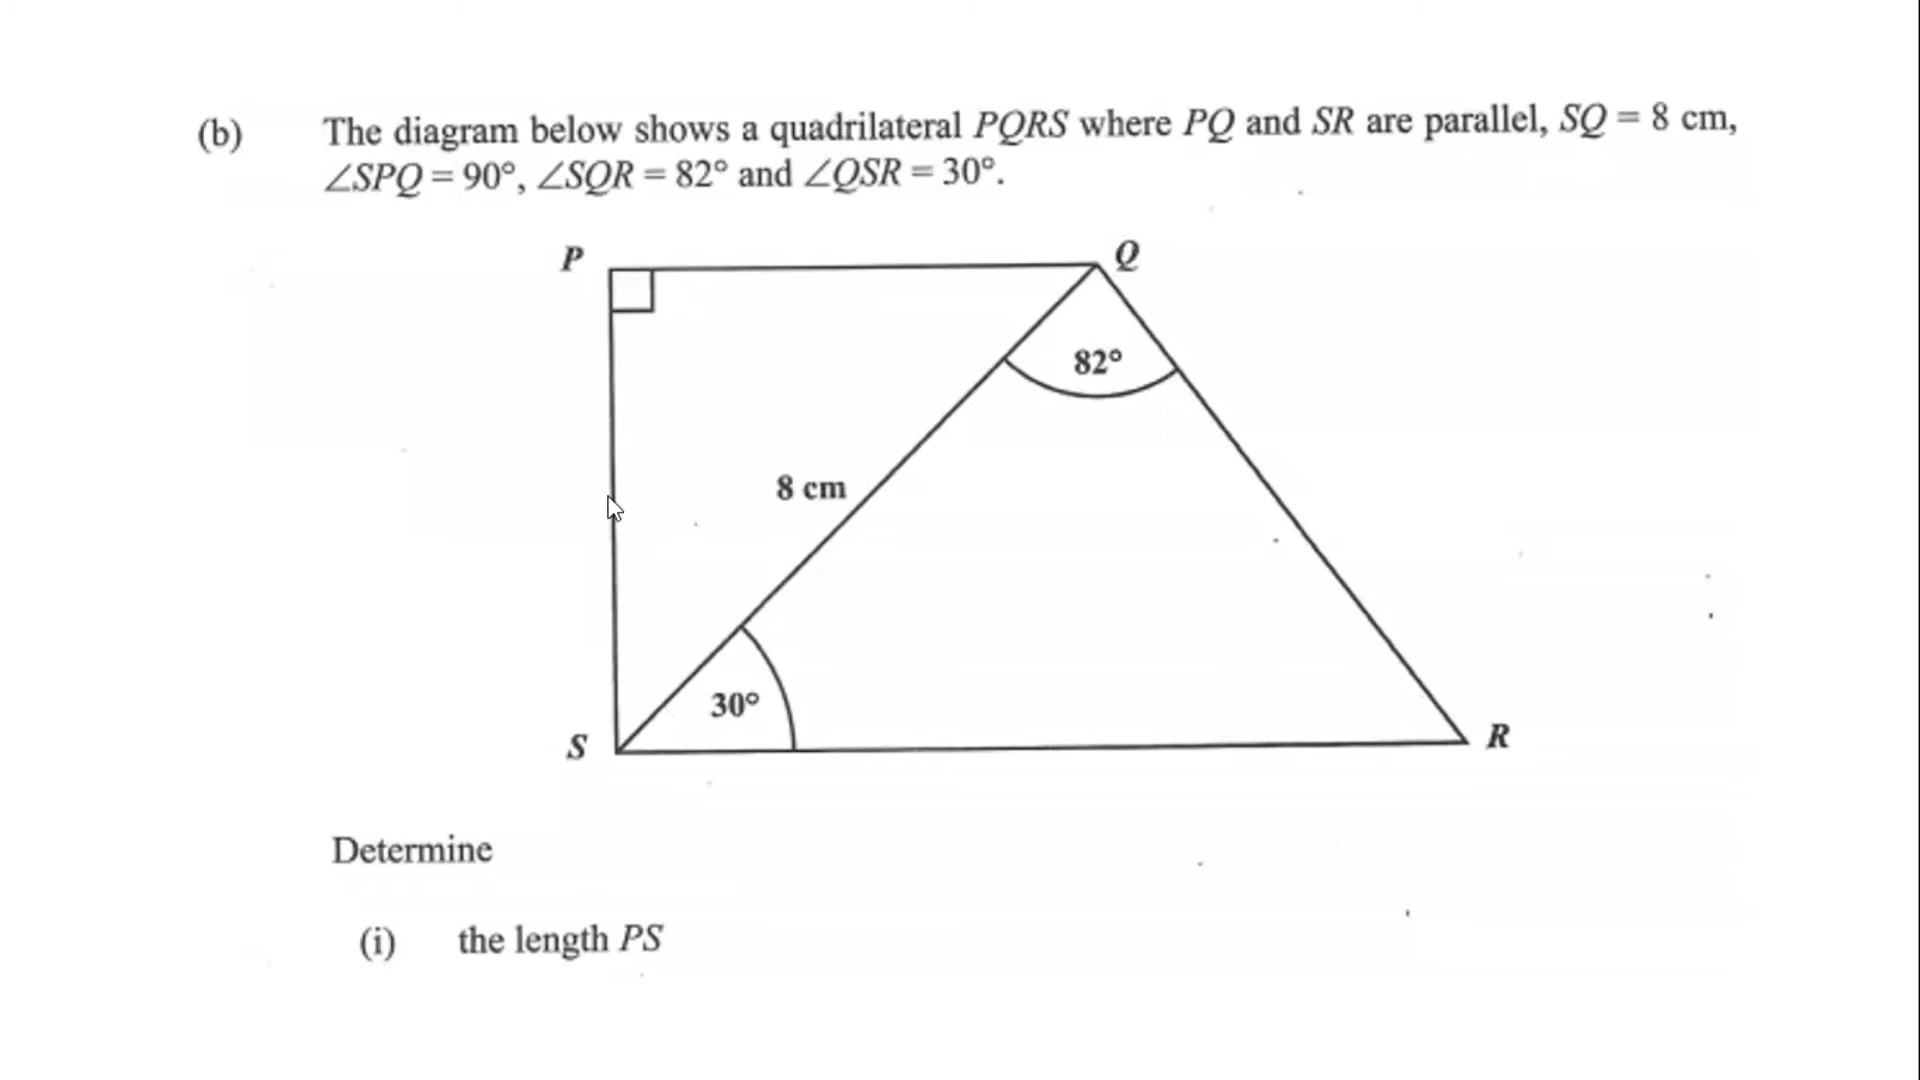 (b) The diagram below shows a quadrilateral PQRS where PQ and SR are parallel, SQ = 8 cm,
∠SPQ = 90°, ∠SQR = 82° and ∠QSR = 30°.
P Q
82°
8 cm
30°
S R
Determine
(i) the length PS